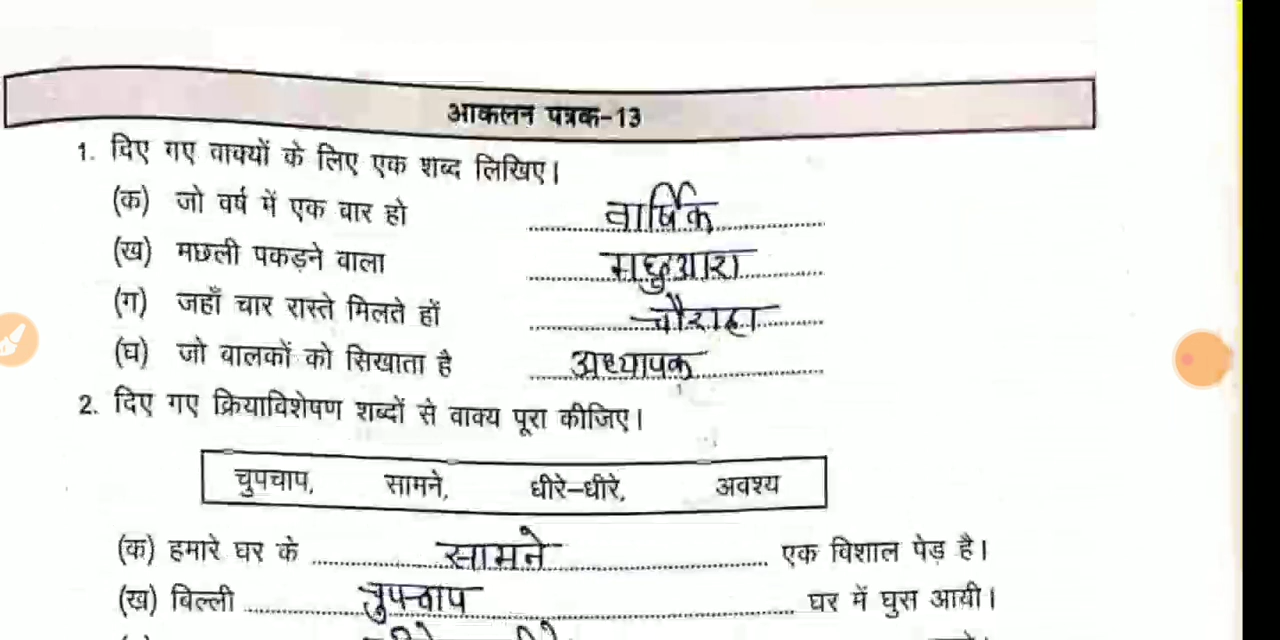 आकलन पत्रक-13
1. दिए गए वाक्यों के लिए एक शब्द लिखिए।
(क) जो वर्ष में एक बार हो वार्षिक
(ख) मछली पकड़ने वाला मछुआरा
(ग) जहाँ चार रास्ते मिलते हों चौराहा
(घ) जो बालकों को सिखाता है अध्यापक
2. दिए गए क्रियाविशेषण शब्दों से वाक्य पूरा कीजिए।
चुपचाप, सामने, धीरे-धीरे, अवश्य
(क) हमारे घर के सामने एक विशाल पेड़ है।
(ख) बिल्ली चुपचाप घर में घुस आयी।